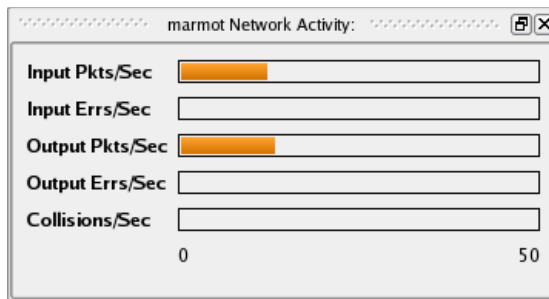 marmot Network Activity:
Input Pkts/Sec
Input Errs/Sec
Output Pkts/Sec
Output Errs/Sec
Collisions/Sec
0 50